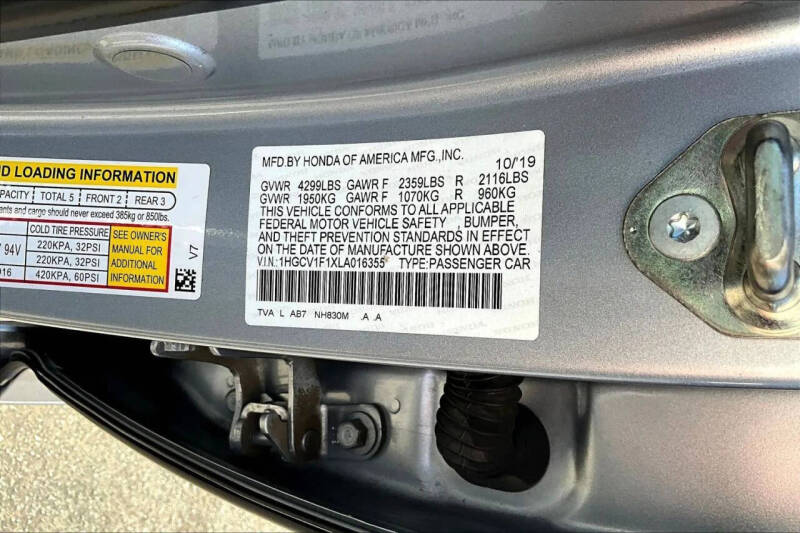 ND LOADING INFORMATION
APACITY TOTAL 5 FRONT 2 REAR 3
ants and cargo should never exceed 385kg or 850lbs.
COLD TIRE PRESSURE
94V 220KPA, 32PSI
220KPA, 32PSI
016 420KPA, 60PSI
SEE OWNER'S
MANUAL FOR
ADDITIONAL
INFORMATION
V7
MFD.BY HONDA OF AMERICA MFG.,INC. 10/'19
GVWR 4299LBS GAWR F 2359LBS R 2116LBS
GVWR 1950KG GAWR F 1070KG R 960KG
THIS VEHICLE CONFORMS TO ALL APPLICABLE
FEDERAL MOTOR VEHICLE SAFETY , BUMPER,
AND THEFT PREVENTION STANDARDS IN EFFECT
ON THE DATE OF MANUFACTURE SHOWN ABOVE.
V.I.N: 1HGCV1F1XLA016355 TYPE:PASSENGER CAR
TVA L AB7 NH830M .A .A